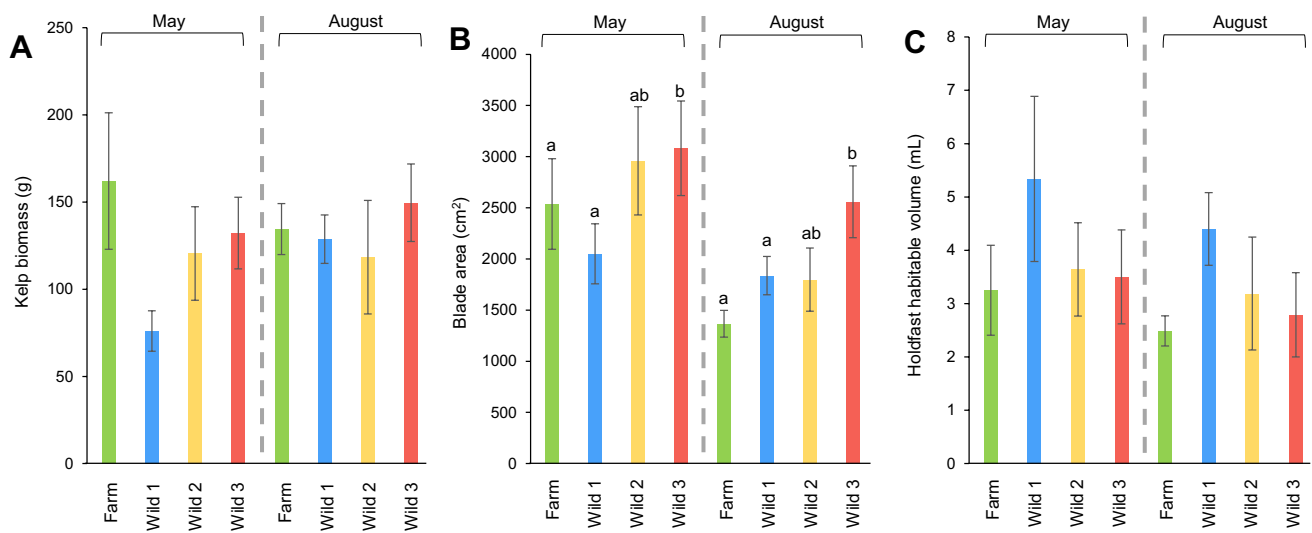 A
May
August
Kelp biomass (g)
250
200
150
100
50
0
Farm
Wild 1
Wild 2
Wild 3
Farm
Wild 1
Wild 2
Wild 3
B
May
August
Blade area (cm²)
4000
3500
3000
2500
2000
1500
1000
500
0
a
a
ab
b
a
a
ab
b
Farm
Wild 1
Wild 2
Wild 3
Farm
Wild 1
Wild 2
Wild 3
C
May
August
Holdfast habitable volume (mL)
8
7
6
5
4
3
2
1
0
Farm
Wild 1
Wild 2
Wild 3
Farm
Wild 1
Wild 2
Wild 3